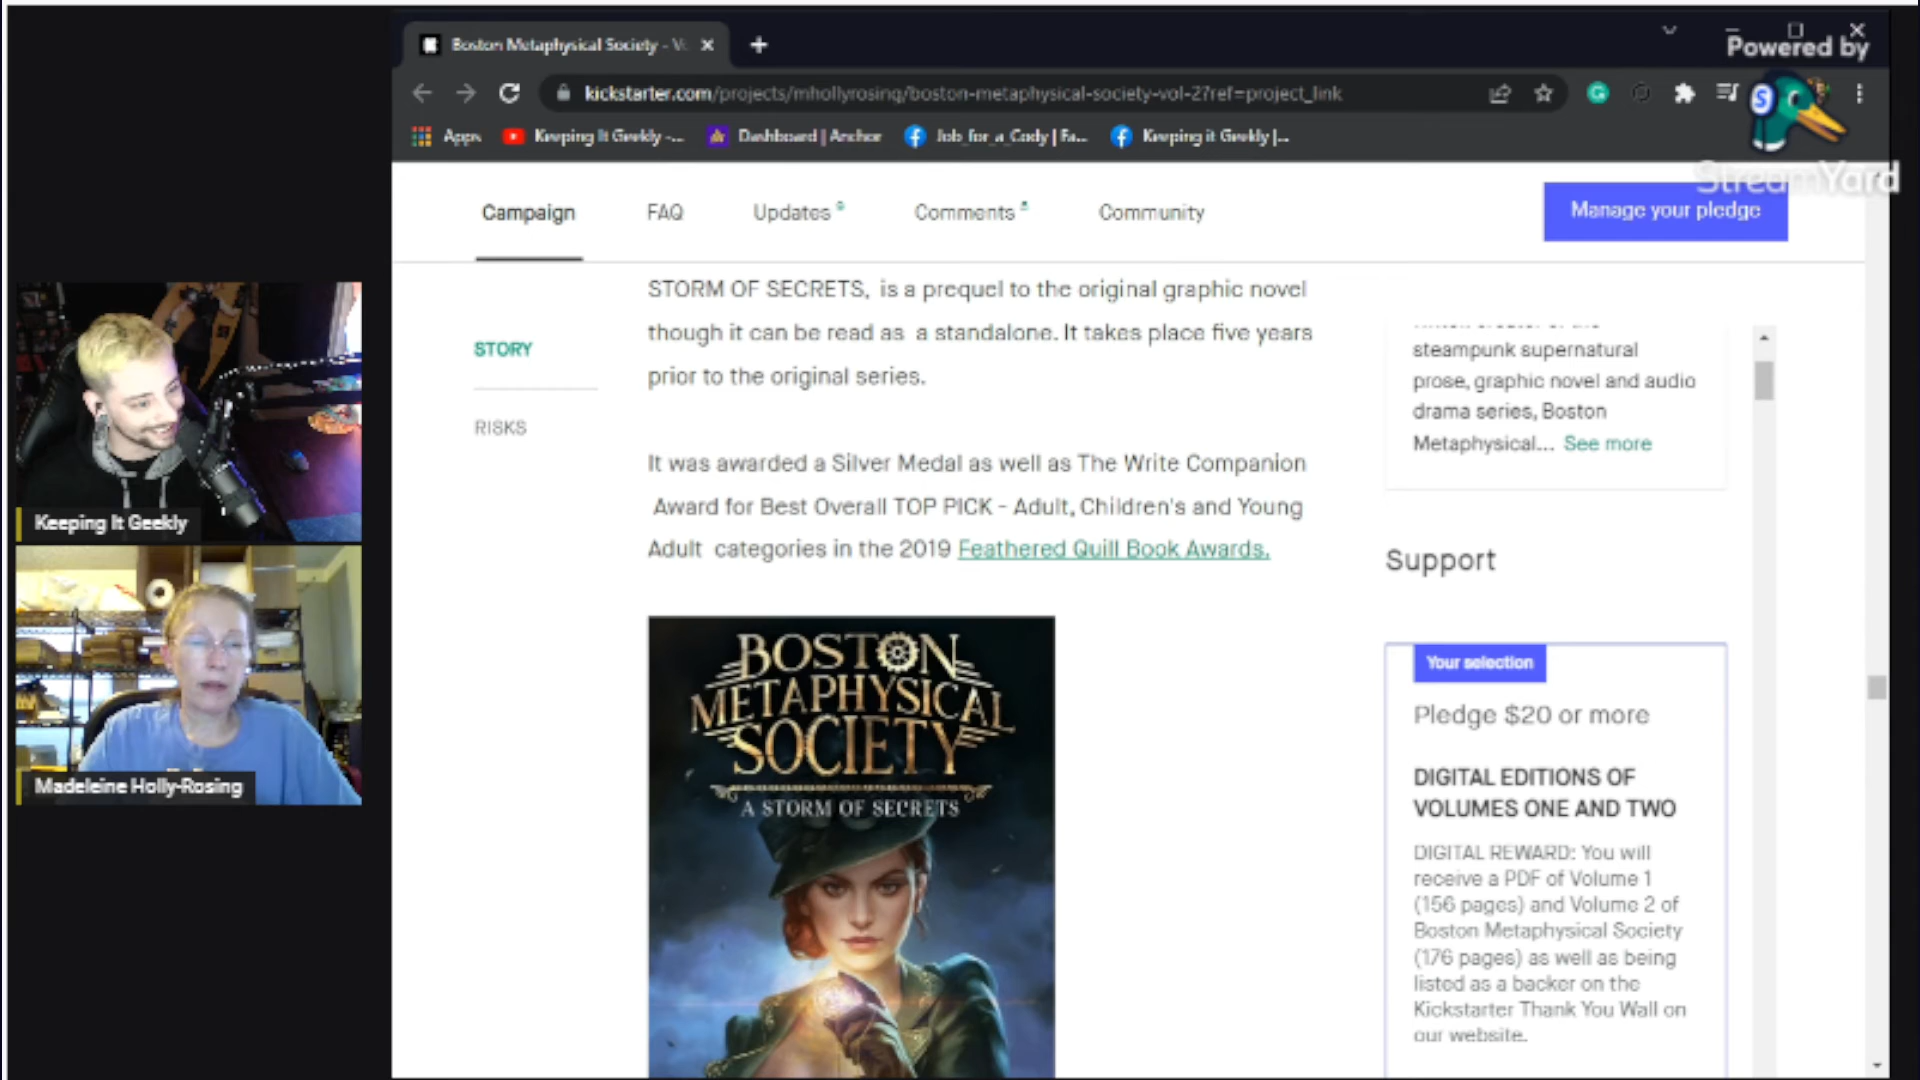 Boston Metaphysical Society - V
Powered by
kickstarter.com/projects/mhollyrosing/boston-metaphysical-society-vol-2?ref=project_link
Apps
Keeping It Geekly -...
Dashboard | Anchor
Job_for_a_Cody | Fa...
Keeping it Geekly |...
StreamYard
Campaign
FAQ
Updates
Comments
Community
Manage your pledge
STORY
RISKS
STORM OF SECRETS, is a prequel to the original graphic novel
though it can be read as a standalone. It takes place five years
prior to the original series.
It was awarded a Silver Medal as well as The Write Companion
Award for Best Overall TOP PICK - Adult, Children's and Young
Adult categories in the 2019 Feathered Quill Book Awards.
BOSTON
METAPHYSICAL
SOCIETY
A STORM OF SECRETS
steampunk supernatural
prose, graphic novel and audio
drama series, Boston
Metaphysical... See more
Support
Your selection
Pledge $20 or more
DIGITAL EDITIONS OF
VOLUMES ONE AND TWO
DIGITAL REWARD: You will
receive a PDF of Volume 1
(156 pages) and Volume 2 of
Boston Metaphysical Society
(176 pages) as well as being
listed as a backer on the
Kickstarter Thank You Wall on
our website.
Keeping It Geekly
Madeleine Holly-Rosing